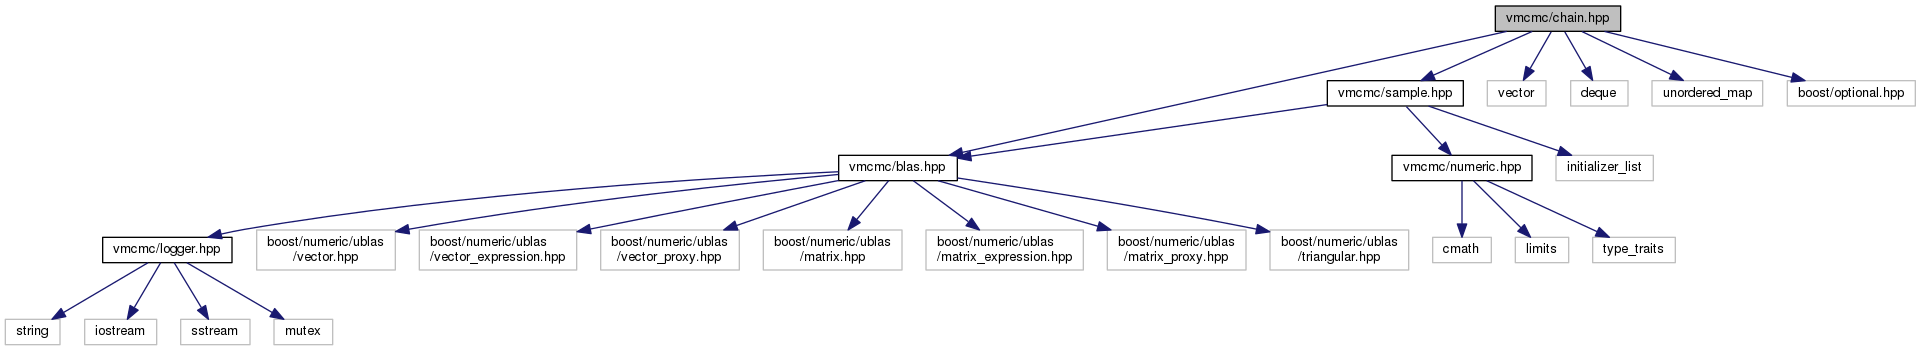 vmcmc/chain.hpp
vmcmc/sample.hpp
vector
deque
unordered_map
boost/optional.hpp
vmcmc/blas.hpp
vmcmc/numeric.hpp
initializer_list
vmcmc/logger.hpp
boost/numeric/ublas
/vector.hpp
boost/numeric/ublas
/vector_expression.hpp
boost/numeric/ublas
/vector_proxy.hpp
boost/numeric/ublas
/matrix.hpp
boost/numeric/ublas
/matrix_expression.hpp
boost/numeric/ublas
/matrix_proxy.hpp
boost/numeric/ublas
/triangular.hpp
cmath
limits
type_traits
string
iostream
sstream
mutex